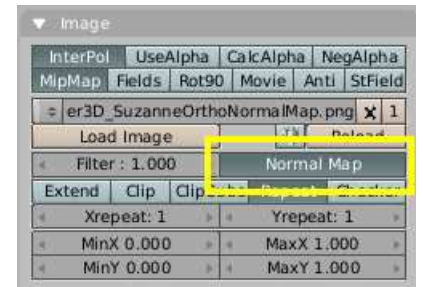 Image
InterPol UseAlpha CalcAlpha NegAlpha
MipMap Fields Rot90 Movie Anti StField
er3D_SuzanneOrthoNormalMap.png X 1
Load Image Reload
Filter : 1.000 Normal Map
Extend Clip Repeat Checker
Xrepeat: 1 Yrepeat: 1
MinX 0.000 MaxX 1.000
MinY 0.000 MaxY 1.000